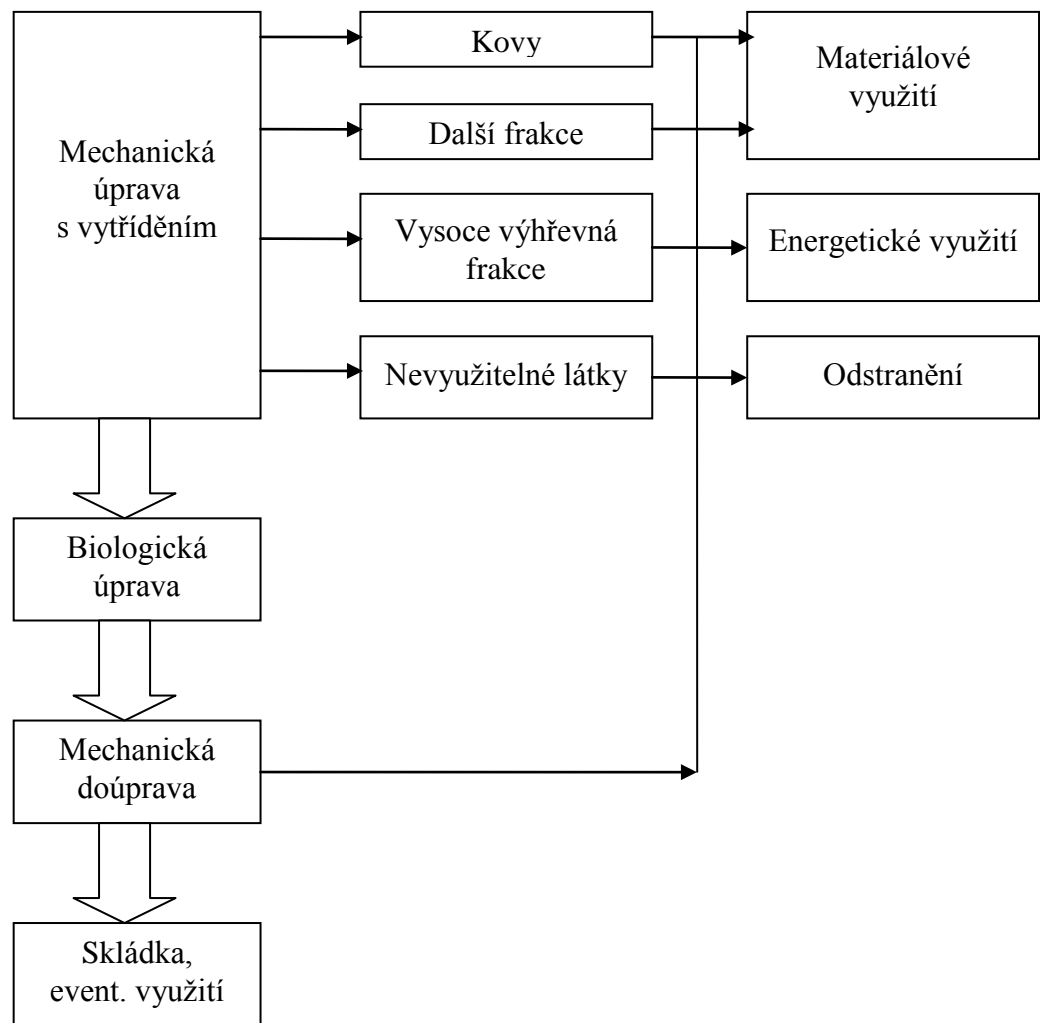 Mechanická
úprava
s vytříděním
Kovy
Další frakce
Vysoce výhřevná
frakce
Nevyužitelné látky
Materiálové
využití
Energetické využití
Odstranění
Biologická
úprava
Mechanická
doúprava
Skládka,
event. využití